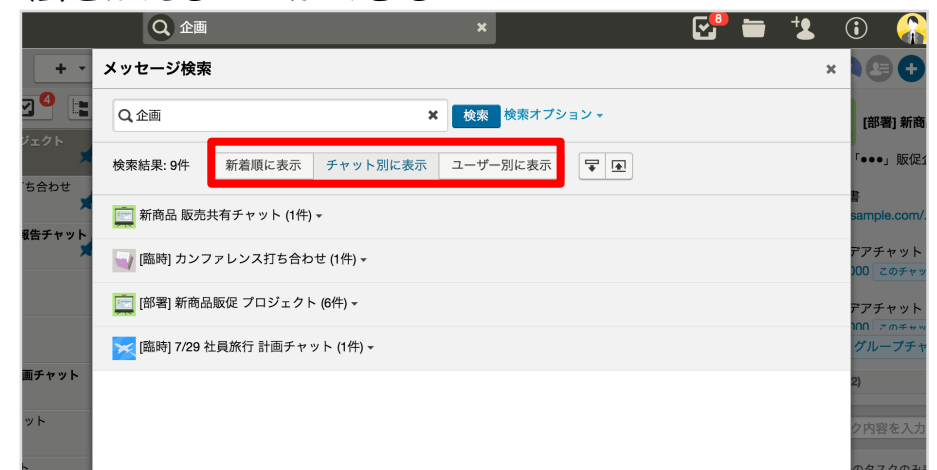 企画
8
メッセージ検索
企画
検索
検索オプション
検索結果: 9件
新着順に表示
チャット別に表示
ユーザー別に表示
新商品 販売共有チャット (1件)
[臨時] カンファレンス打ち合わせ (1件)
[部署] 新商品販促 プロジェクト (6件)
[臨時] 7/29 社員旅行 計画チャット (1件)
4
ジェクト
ち合わせ
報告チャット
画チャット
ット
[部署] 新商
「●●●」販促
書
sample.com/.
デアチャット
000 このチャッ
デアチャット
グループチャ
2)
ク内容を入力